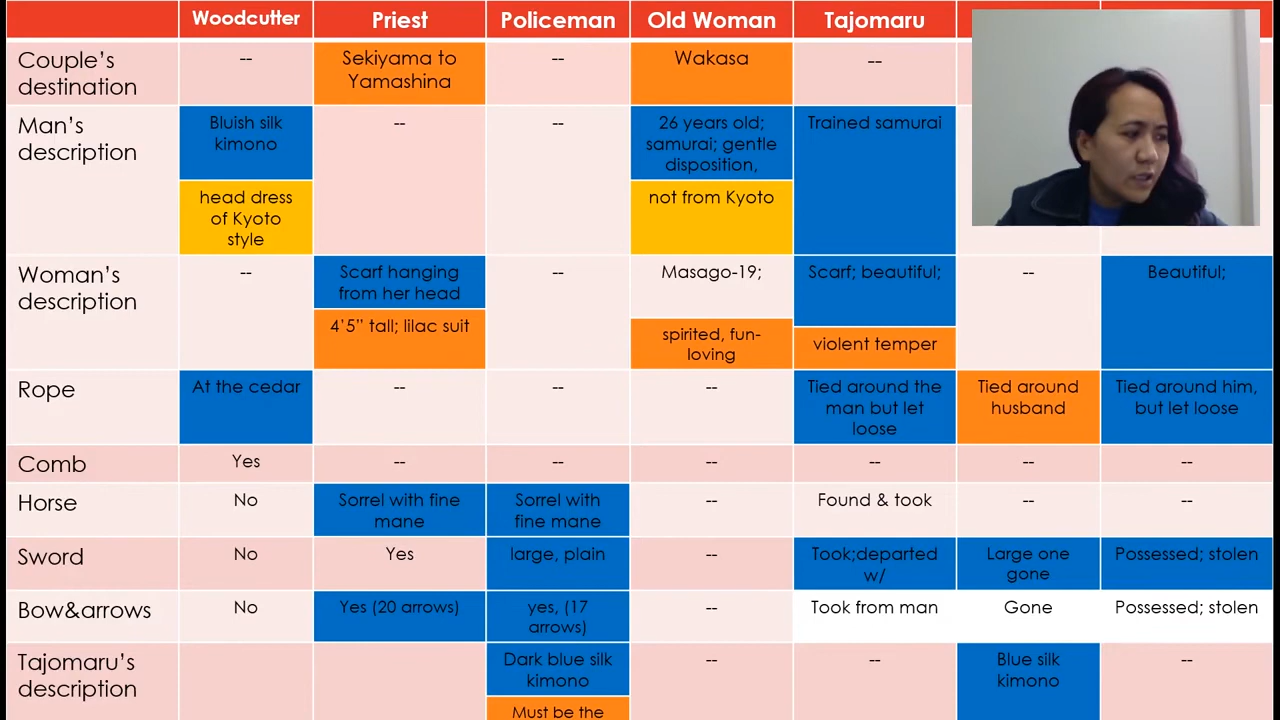 Woodcutter Priest Policeman Old Woman Tajomaru
Couple's destination -- Sekiyama to Yamashina -- Wakasa --
Man's description Bluish silk kimono -- -- 26 years old; samurai; gentle disposition, Trained samurai
head dress of Kyoto style not from Kyoto
Woman's description -- Scarf hanging from her head -- Masago-19; Scarf; beautiful; -- Beautiful;
4'5" tall; lilac suit spirited, fun-loving violent temper
Rope At the cedar -- -- -- Tied around the man but let loose Tied around husband Tied around him, but let loose
Comb Yes -- -- -- -- -- --
Horse No Sorrel with fine mane Sorrel with fine mane -- Found & took -- --
Sword No Yes large, plain -- Took;departed w/ Large one gone Possessed; stolen
Bow&arrows No Yes (20 arrows) yes, (17 arrows) -- Took from man Gone Possessed; stolen
Tajomaru's description Dark blue silk kimono -- -- Blue silk kimono --
Must be the